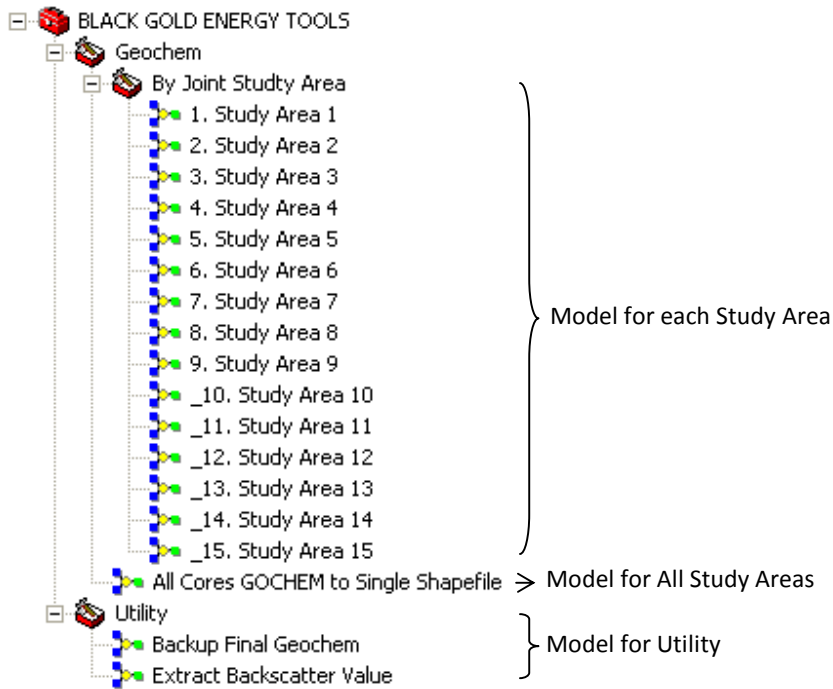 BLACK GOLD ENERGY TOOLS
Geochem
By Joint Studty Area
1. Study Area 1
2. Study Area 2
3. Study Area 3
4. Study Area 4
5. Study Area 5
6. Study Area 6
7. Study Area 7
8. Study Area 8
9. Study Area 9
_10. Study Area 10
_11. Study Area 11
_12. Study Area 12
_13. Study Area 13
_14. Study Area 14
_15. Study Area 15
Model for each Study Area
All Cores GOCHEM to Single Shapefile
Model for All Study Areas
Utility
Backup Final Geochem
Extract Backscatter Value
Model for Utility